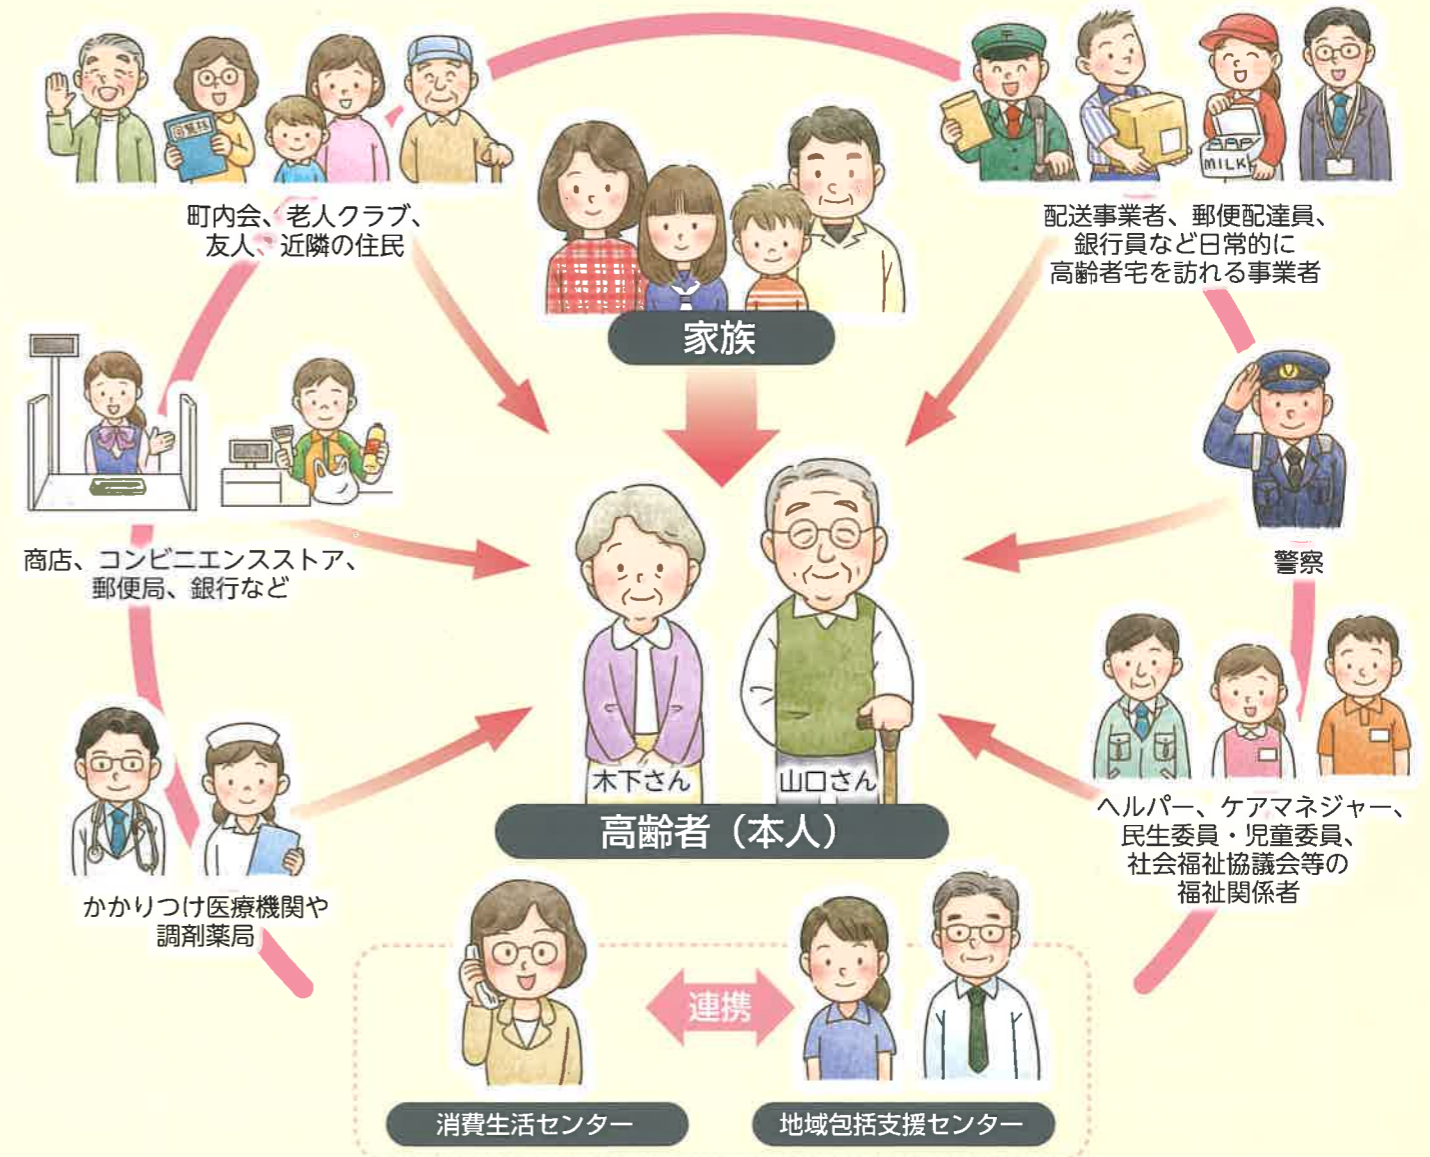 回覧板
町内会、老人クラブ、
友人、近隣の住民
MILK
配送事業者、郵便配達員、
銀行員など日常的に
高齢者宅を訪れる事業者
家族
商店、コンビニエンスストア、
郵便局、銀行など
警察
木下さん
山口さん
高齢者（本人）
かかりつけ医療機関や
調剤薬局
ヘルパー、ケアマネジャー、
民生委員・児童委員、
社会福祉協議会等の
福祉関係者
連携
消費生活センター
地域包括支援センター